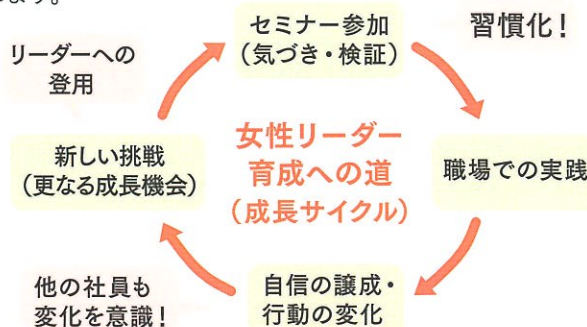 ります。
セミナー参加
(気づき・検証)
習慣化!
リーダーへの
登用
女性リーダー
育成への道
(成長サイクル)
新しい挑戦
(更なる成長機会)
職場での実践
他の社員も
変化を意識!
自信の譲成・
行動の変化